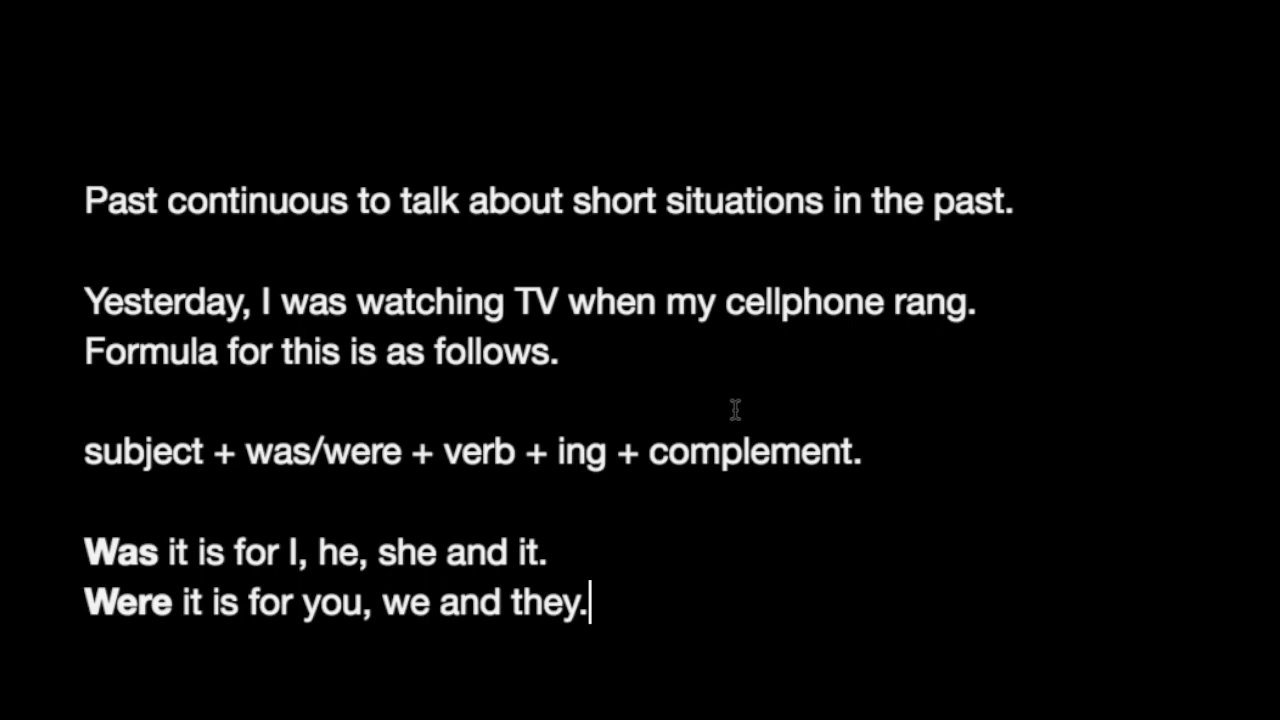 Past continuous to talk about short situations in the past.
Yesterday, I was watching TV when my cellphone rang.
Formula for this is as follows.
subject + was/were + verb + ing + complement.
Was it is for I, he, she and it.
Were it is for you, we and they.